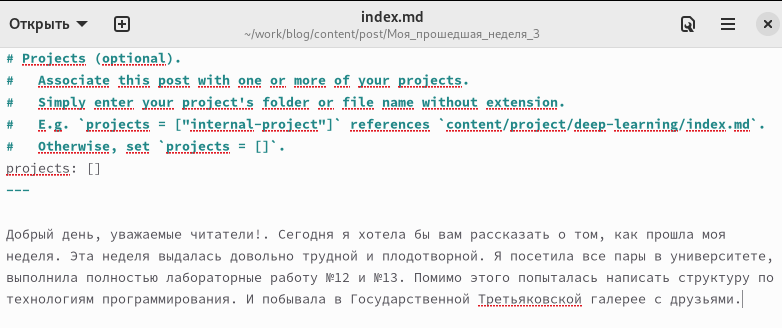 Открыть
index.md
~/work/blog/content/post/Моя_прошедшая_неделя_3
# Projects (optional).
#   Associate this post with one or more of your projects.
#   Simply enter your project's folder or file name without extension.
#   E.g. `projects = ["internal-project"]` references `content/project/deep-learning/index.md`.
#   Otherwise, set `projects = []`.
projects: []
---
Добрый день, уважаемые читатели!. Сегодня я хотела бы вам рассказать о том, как прошла моя
неделя. Эта неделя выдалась довольно трудной и плодотворной. Я посетила все пары в университете,
выполнила полностью лабораторные работу №12 и №13. Помимо этого попыталась написать структуру по
технологиям программирования. И побывала в Государственной Третьяковской галерее с друзьями.